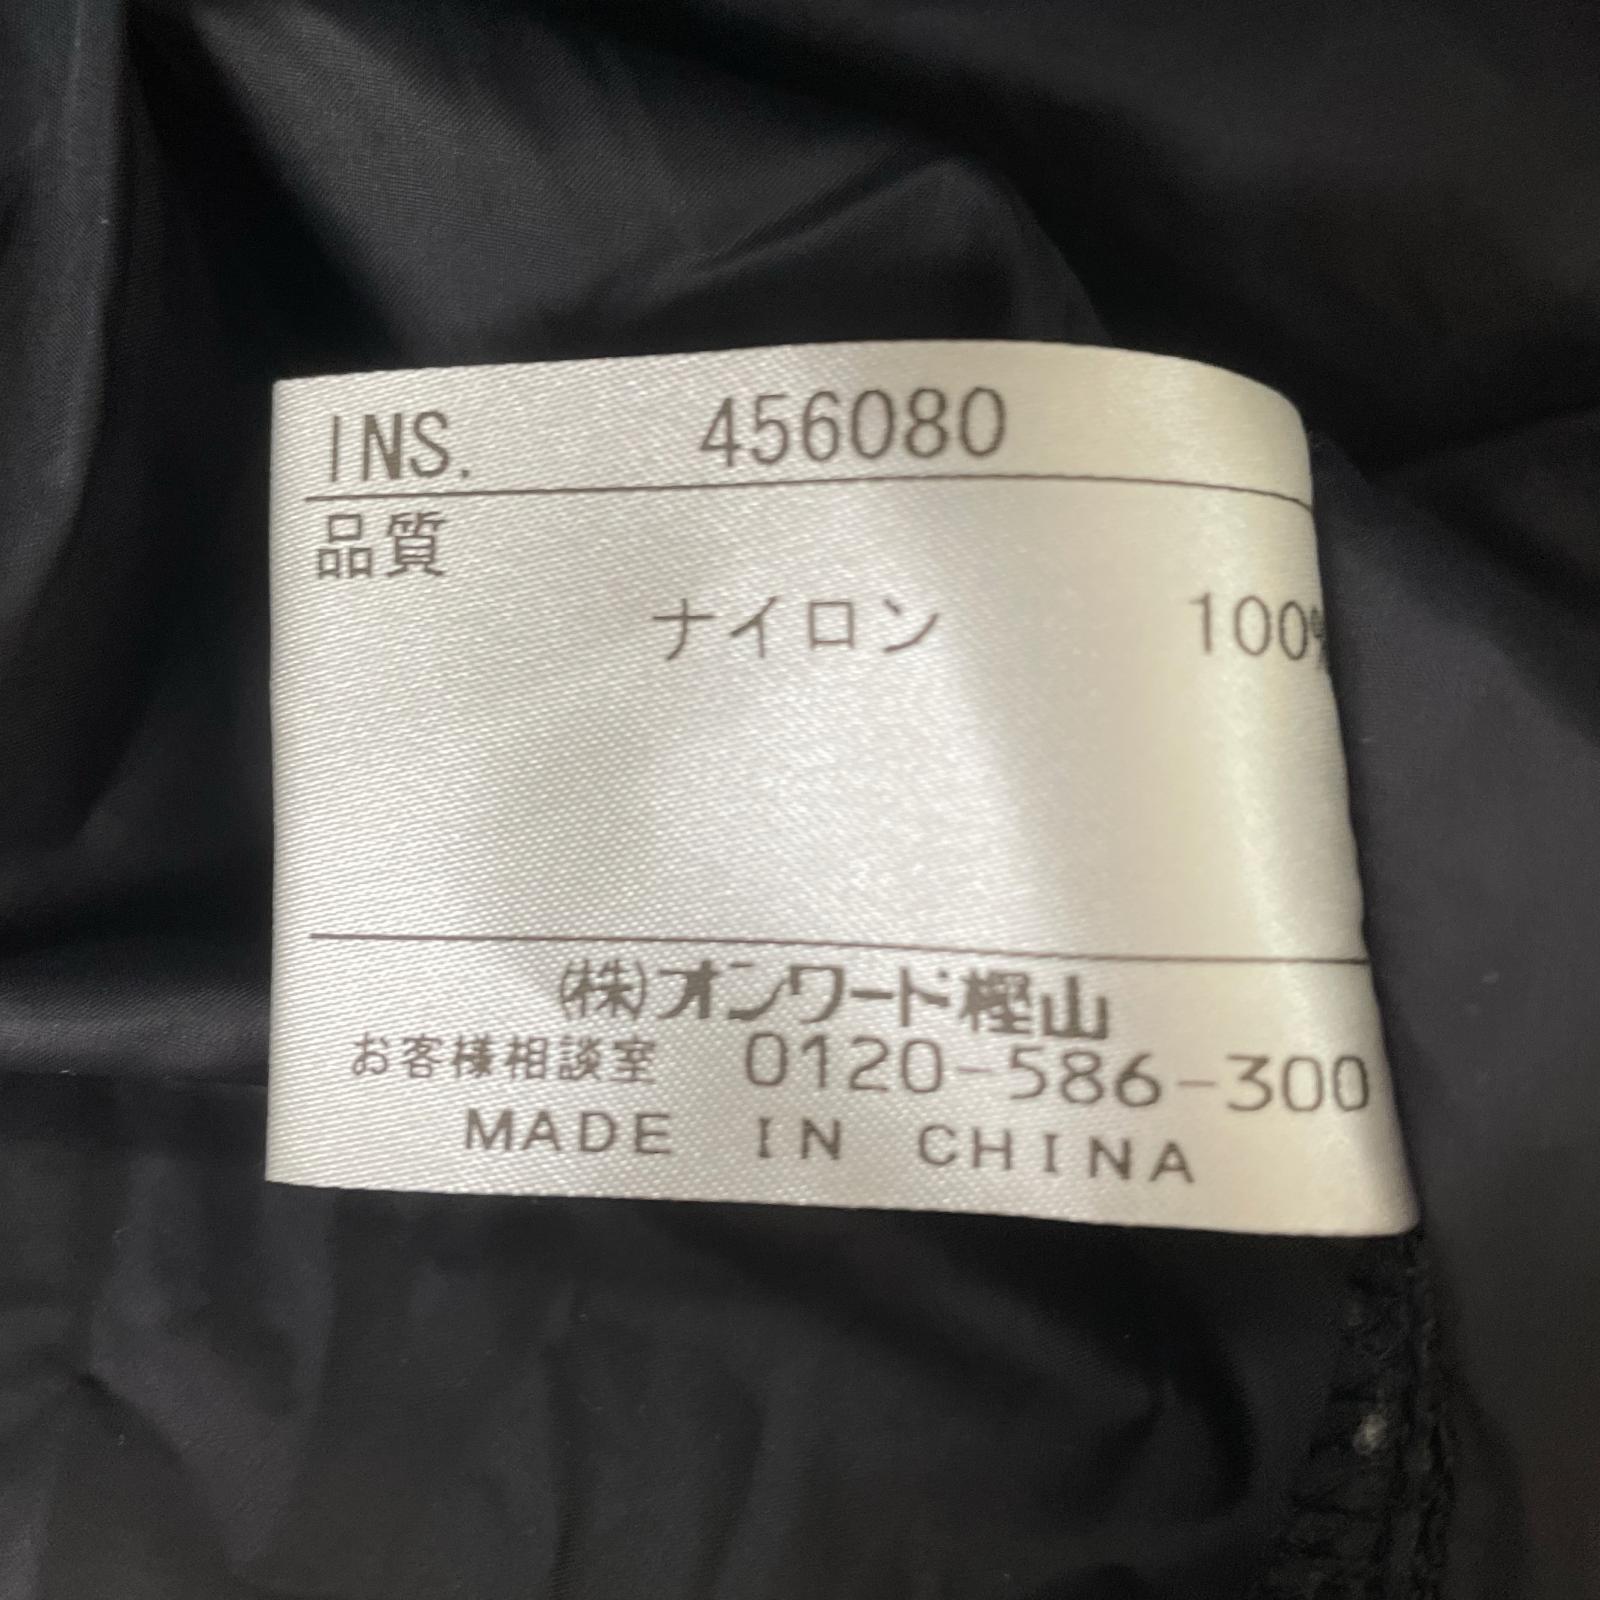 INS. 456080
品質
ナイロン 100%
(株)オンワード樫山
お客様相談室 0120-586-300
MADE IN CHINA